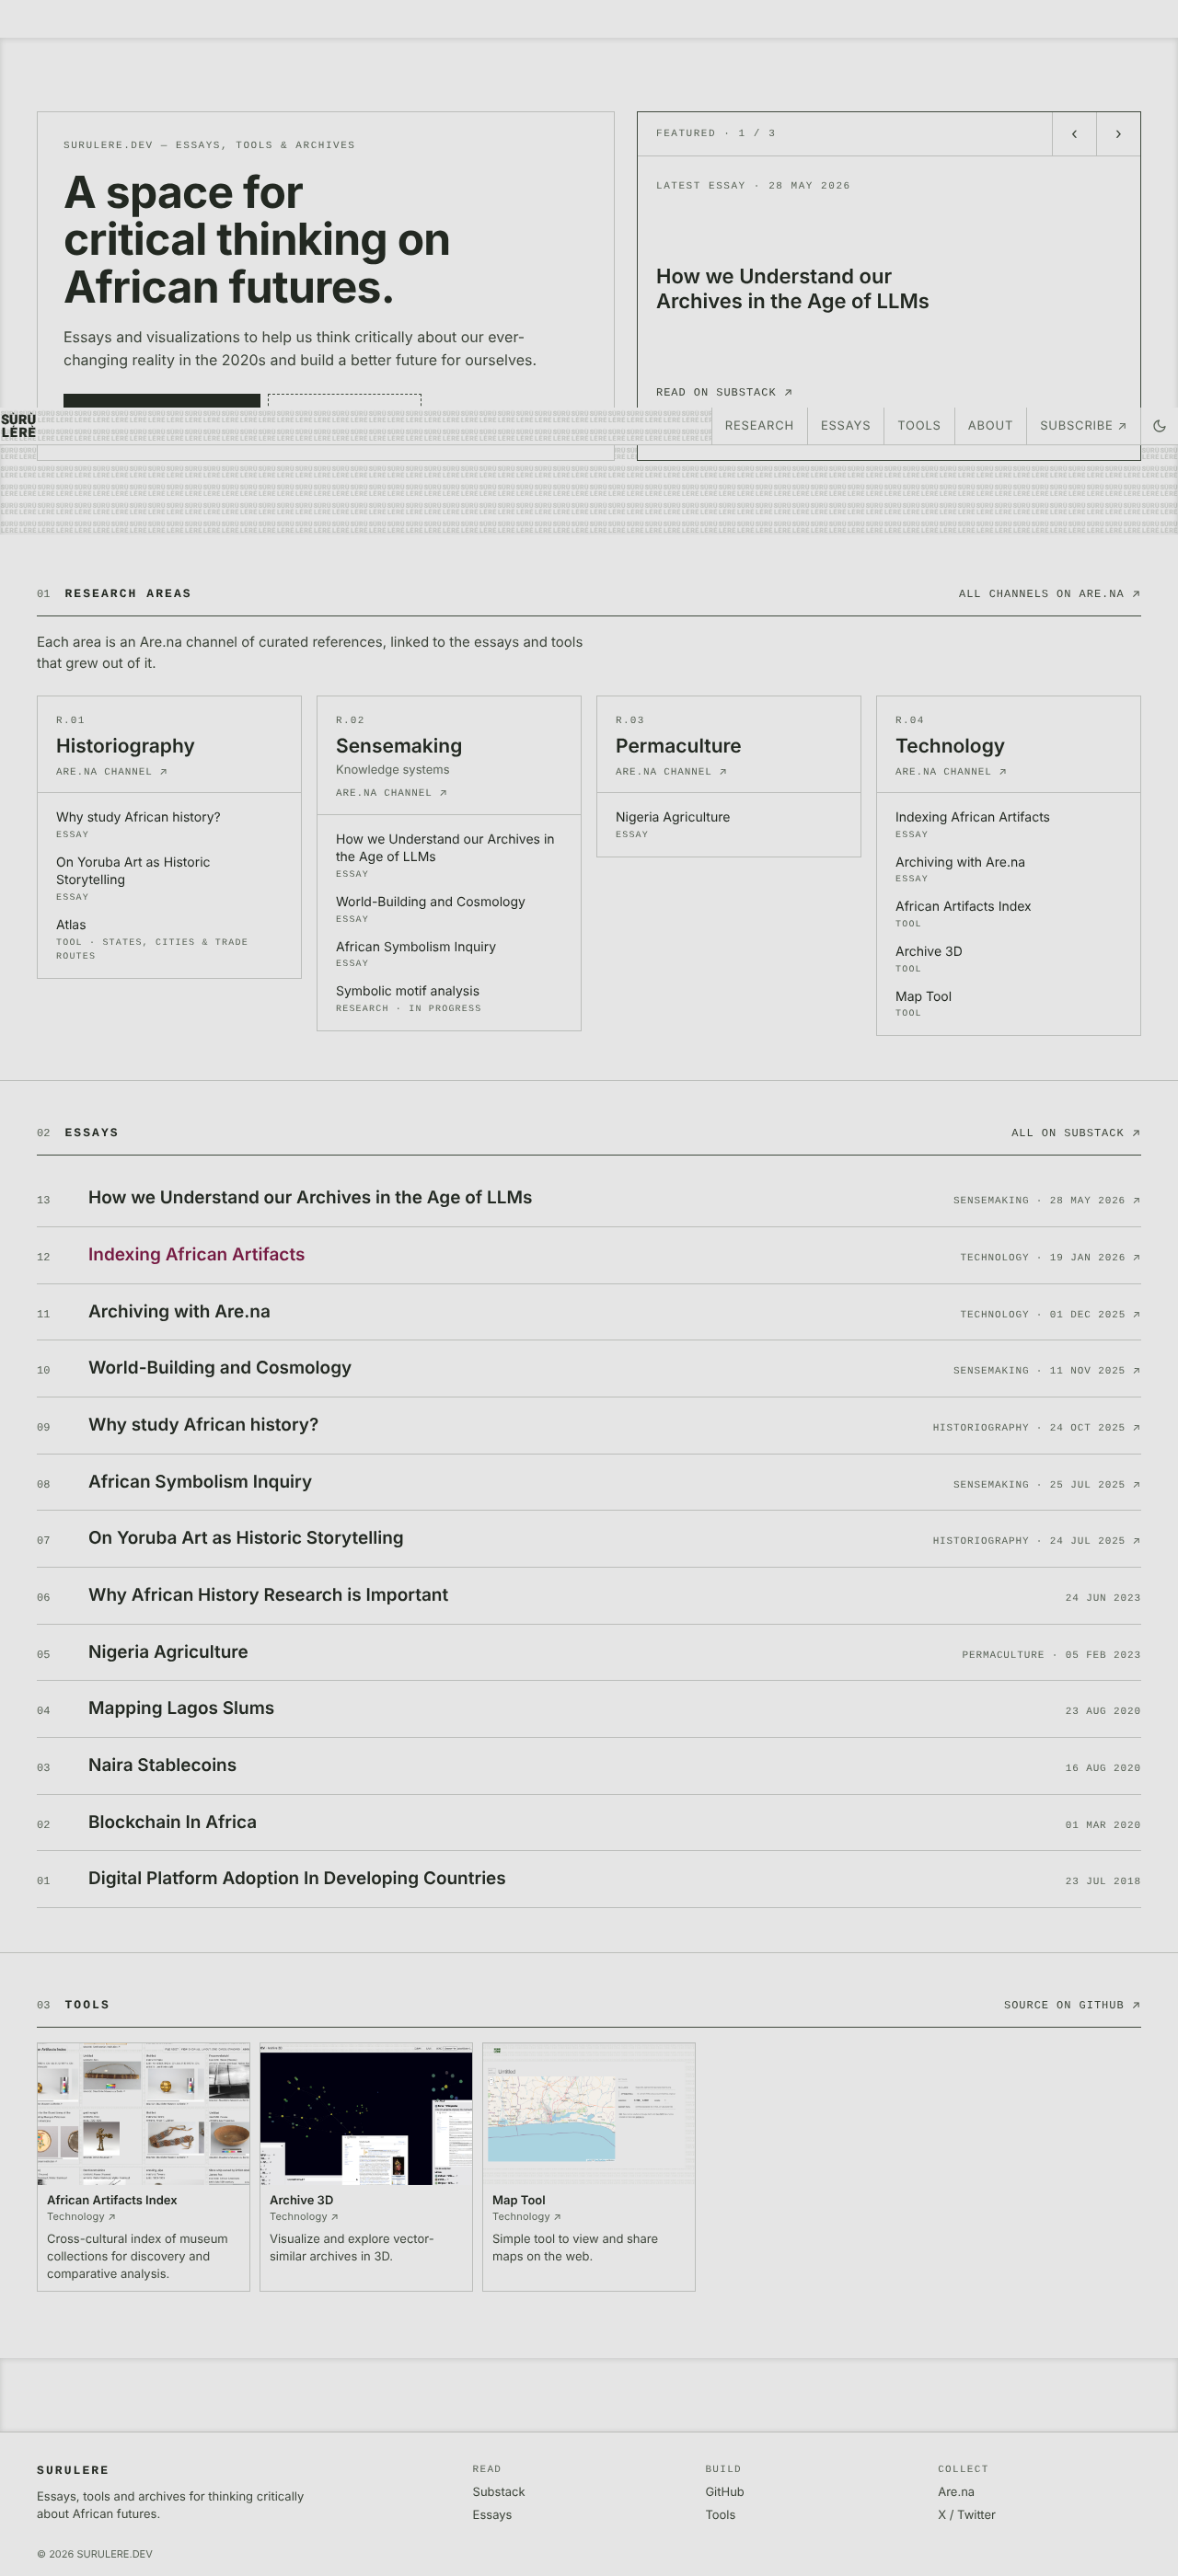 SURULERE.DEV — ESSAYS, TOOLS & ARCHIVES
A space for
critical thinking on
African futures.
Essays and visualizations to help us think critically about our ever-
changing reality in the 2020s and build a better future for ourselves.
FEATURED · 1 / 3
‹ ›
LATEST ESSAY · 28 MAY 2026
How we Understand our
Archives in the Age of LLMs
READ ON SUBSTACK ↗
SÚRÙ
LÉRÈ
RESEARCH
ESSAYS
TOOLS
ABOUT
SUBSCRIBE ↗
01 RESEARCH AREAS
ALL CHANNELS ON ARE.NA ↗
Each area is an Are.na channel of curated references, linked to the essays and tools
that grew out of it.
R.01
Historiography
ARE.NA CHANNEL ↗
Why study African history?
ESSAY
On Yoruba Art as Historic
Storytelling
ESSAY
Atlas
TOOL · STATES, CITIES & TRADE
ROUTES
R.02
Sensemaking
Knowledge systems
ARE.NA CHANNEL ↗
How we Understand our Archives in
the Age of LLMs
ESSAY
World-Building and Cosmology
ESSAY
African Symbolism Inquiry
ESSAY
Symbolic motif analysis
RESEARCH · IN PROGRESS
R.03
Permaculture
ARE.NA CHANNEL ↗
Nigeria Agriculture
ESSAY
R.04
Technology
ARE.NA CHANNEL ↗
Indexing African Artifacts
ESSAY
Archiving with Are.na
ESSAY
African Artifacts Index
TOOL
Archive 3D
TOOL
Map Tool
TOOL
02 ESSAYS
ALL ON SUBSTACK ↗
13 How we Understand our Archives in the Age of LLMs SENSEMAKING · 28 MAY 2026 ↗
12 Indexing African Artifacts TECHNOLOGY · 19 JAN 2026 ↗
11 Archiving with Are.na TECHNOLOGY · 01 DEC 2025 ↗
10 World-Building and Cosmology SENSEMAKING · 11 NOV 2025 ↗
09 Why study African history? HISTORIOGRAPHY · 24 OCT 2025 ↗
08 African Symbolism Inquiry SENSEMAKING · 25 JUL 2025 ↗
07 On Yoruba Art as Historic Storytelling HISTORIOGRAPHY · 24 JUL 2025 ↗
06 Why African History Research is Important 24 JUN 2023
05 Nigeria Agriculture PERMACULTURE · 05 FEB 2023
04 Mapping Lagos Slums 23 AUG 2020
03 Naira Stablecoins 16 AUG 2020
02 Blockchain In Africa 01 MAR 2020
01 Digital Platform Adoption In Developing Countries 23 JUL 2018
03 TOOLS
SOURCE ON GITHUB ↗
Untitled
African Artifacts Index
Technology ↗
Cross-cultural index of museum
collections for discovery and
comparative analysis.
Archive 3D
Technology ↗
Visualize and explore vector-
similar archives in 3D.
Map Tool
Technology ↗
Simple tool to view and share
maps on the web.
SURULERE
Essays, tools and archives for thinking critically
about African futures.
READ
Substack
Essays
BUILD
GitHub
Tools
COLLECT
Are.na
X / Twitter
© 2026 SURULERE.DEV